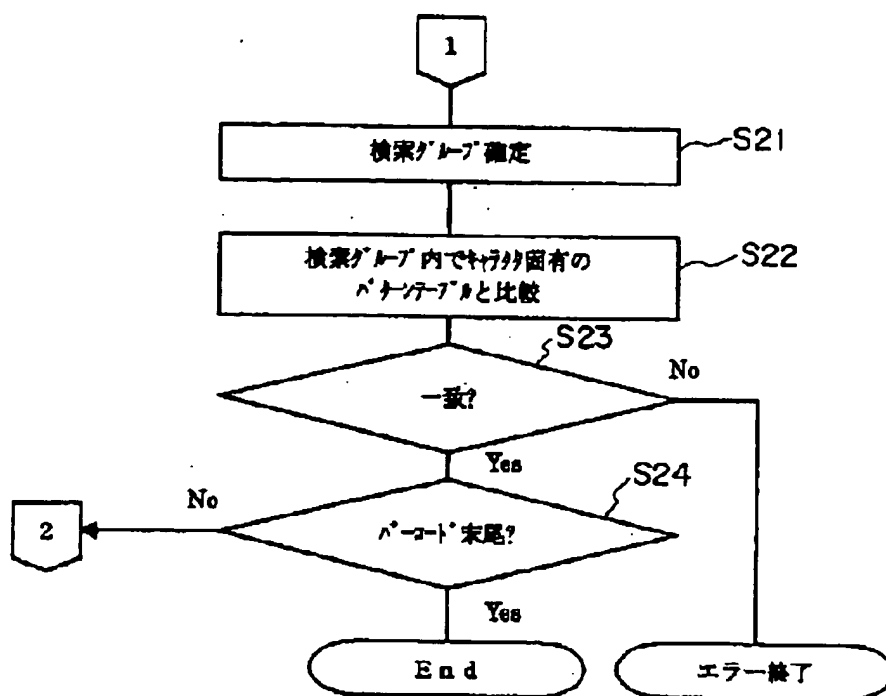 1
検索グループ確定
S21
検索グループ内でキャラクタ固有の
パターンテーブルと比較
S22
S23
一致?
No
Yes
S24
No
2
バーコード末尾?
Yes
End
エラー終了